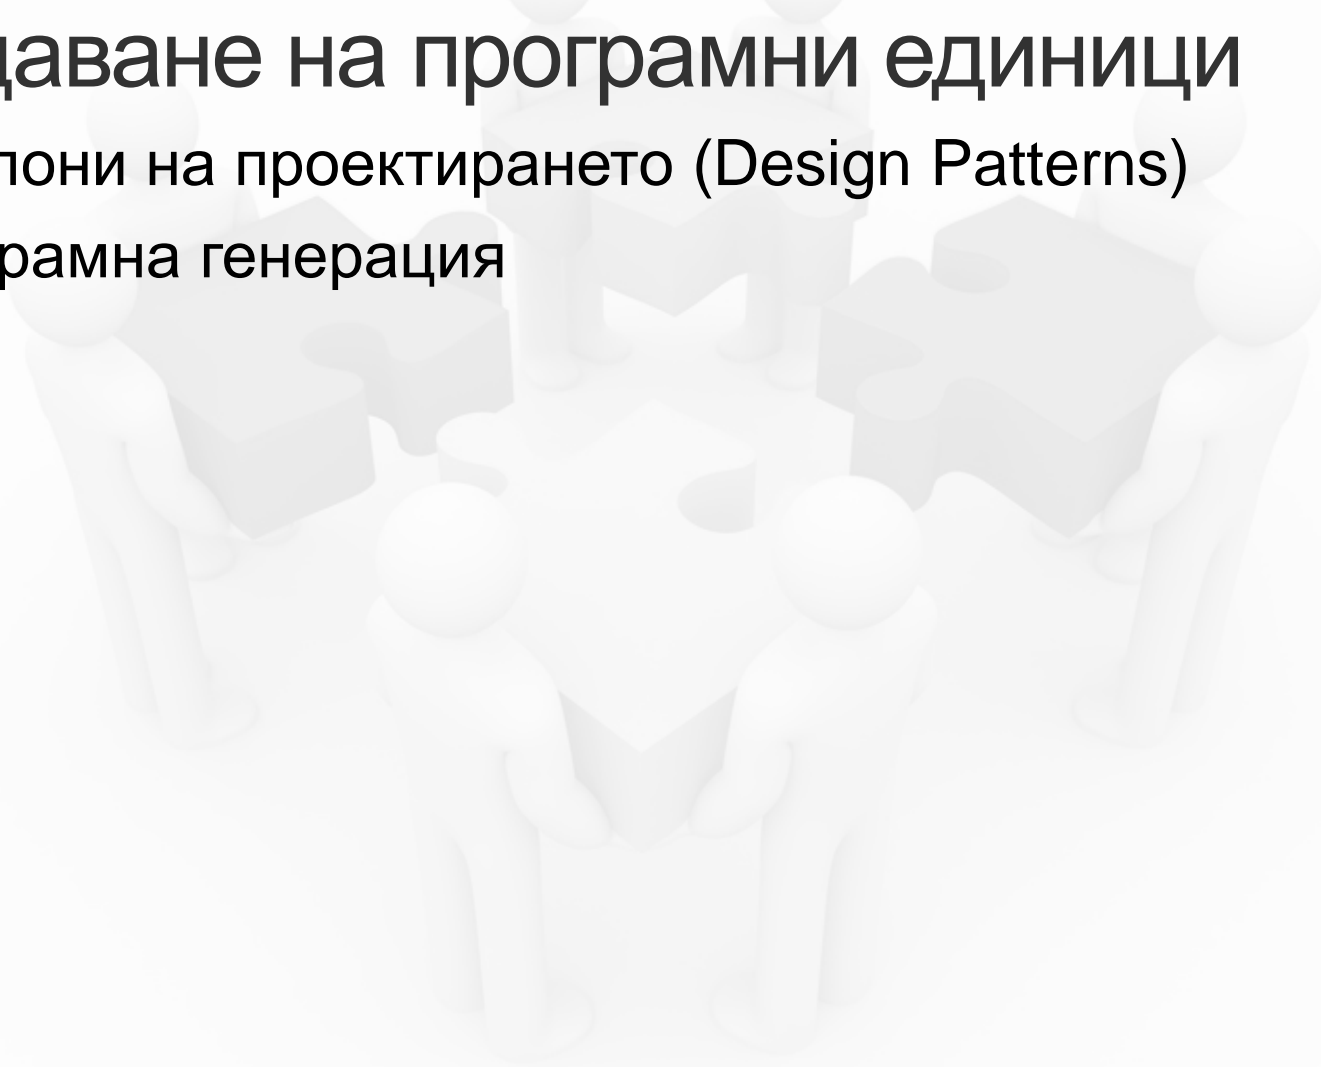 даване на програмни единици
лони на проектирането (Design Patterns)
рамна генерация